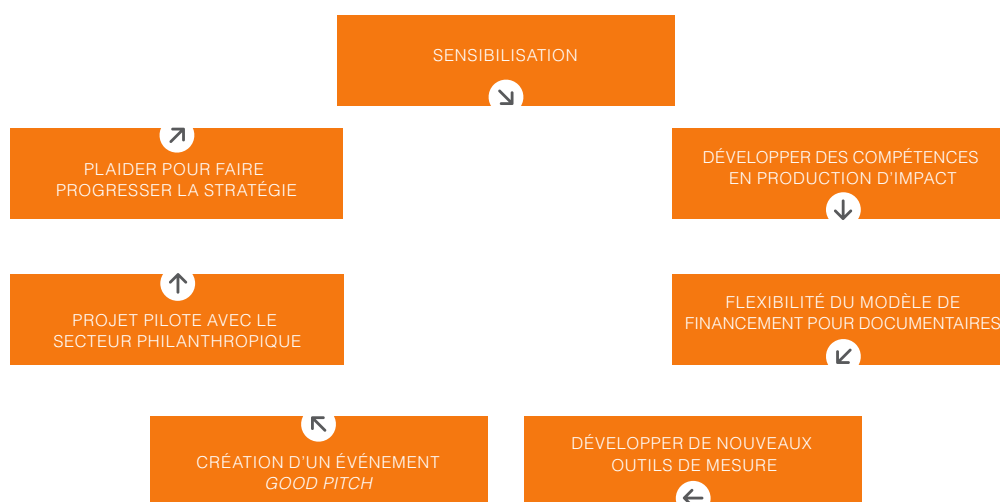 SENSIBILISATION
DÉVELOPPER DES COMPÉTENCES
EN PRODUCTION D'IMPACT
FLEXIBILITÉ DU MODÈLE DE
FINANCEMENT POUR DOCUMENTAIRES
DÉVELOPPER DE NOUVEAUX
OUTILS DE MESURE
CRÉATION D'UN ÉVÉNEMENT
GOOD PITCH
PROJET PILOTE AVEC LE
SECTEUR PHILANTHROPIQUE
PLAIDER POUR FAIRE
PROGRESSER LA STRATÉGIE